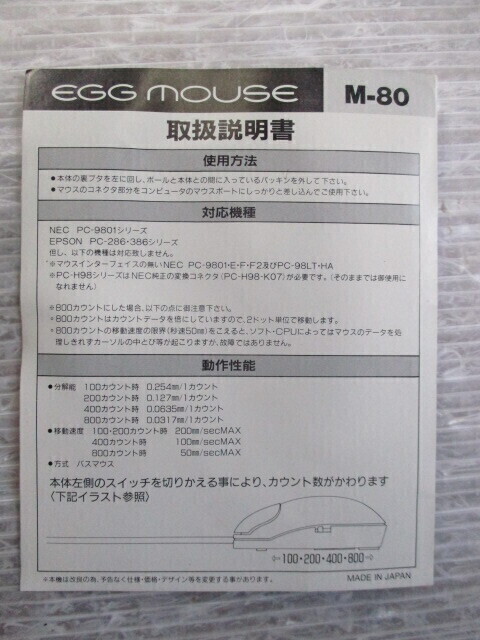 EGG MOUSE M-80
取扱説明書
使用方法
●本体の裏ブタを左に回し、ボールと本体との間に入っているパッキンを外して下さい。
●マウスのコネクタ部分をコンピュータのマウスポートにしっかりと差し込んでご使用下さい。
対応機種
NEC PC-9801シリーズ
EPSON PC-286・386シリーズ
但し、以下の機種は対応致しません。
※マウスインターフェイスの無いNEC PC-9801・E・F・F2及びPC-98LT・HA
※PC-H98シリーズはNEC純正の変換コネクタ(PC-H98・K07)が必要です。(そのままでは御使用に
なれません)
※800カウントにした場合、以下の点に御注意下さい。
*800カウントはカウントデータを倍にしていますので、2ドット単位で移動します。
*800カウントの移動速度の限界(秒速50㎜)をこえると、ソフト・CPUによってはマウスのデータを処
理しきれずカーソルの中とび等が起こりますが、故障ではありません。
動作性能
●分解能 100カウント時 0.254㎜/1カウント
200カウント時 0.127㎜/1カウント
400カウント時 0.0635㎜/1カウント
800カウント時 0.0317㎜/1カウント
●移動速度 100・200カウント時 200㎜/secMAX
400カウント時 100㎜/secMAX
800カウント時 50㎜/secMAX
●方式 バスマウス
本体左側のスイッチを切りかえる事により、カウント数がかわります
〈下記イラスト参照〉
⇦100・200・400・800⇨
※本機は改良の為、予告なく仕様・価格・デザイン等を変更する事があります。
MADE IN JAPAN